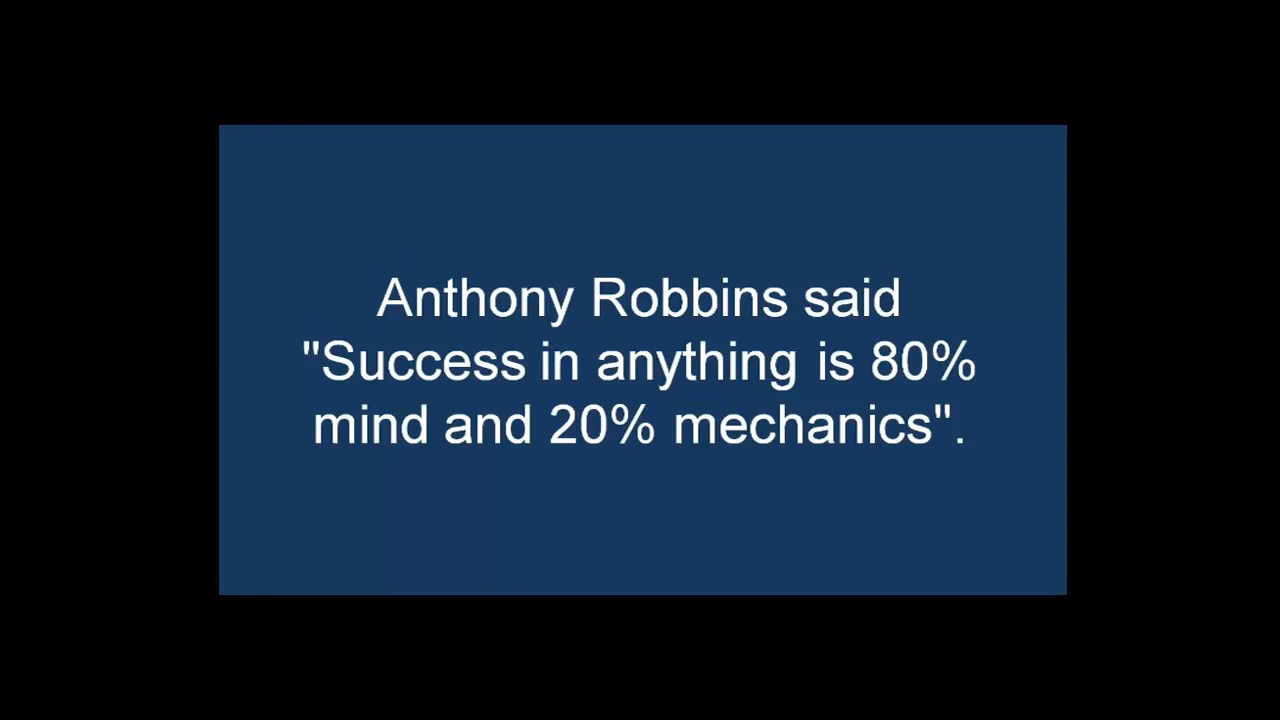 Anthony Robbins said
"Success in anything is 80%
mind and 20% mechanics".